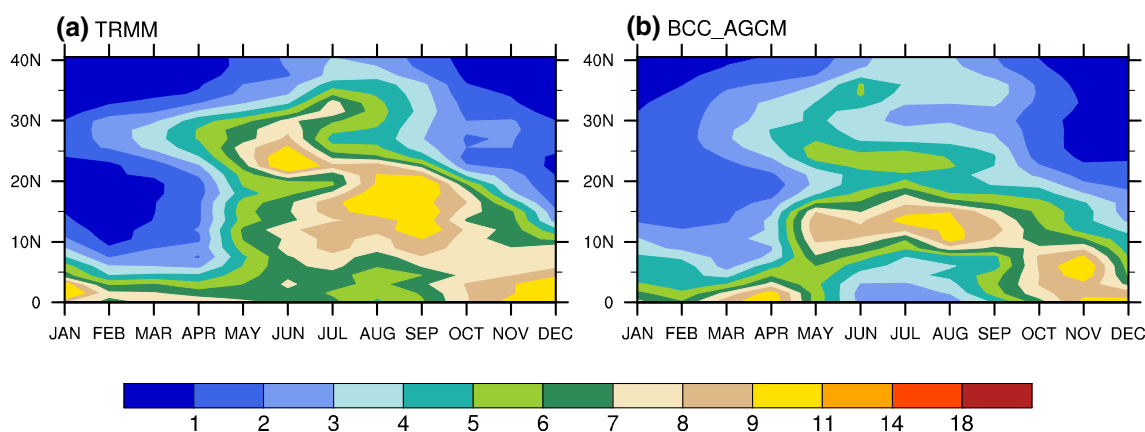 (a) TRMM
(b) BCC_AGCM
40N
30N
20N
10N
0
JAN FEB MAR APR MAY JUN JUL AUG SEP OCT NOV DEC
40N
30N
20N
10N
0
JAN FEB MAR APR MAY JUN JUL AUG SEP OCT NOV DEC
1 2 3 4 5 6 7 8 9 11 14 18